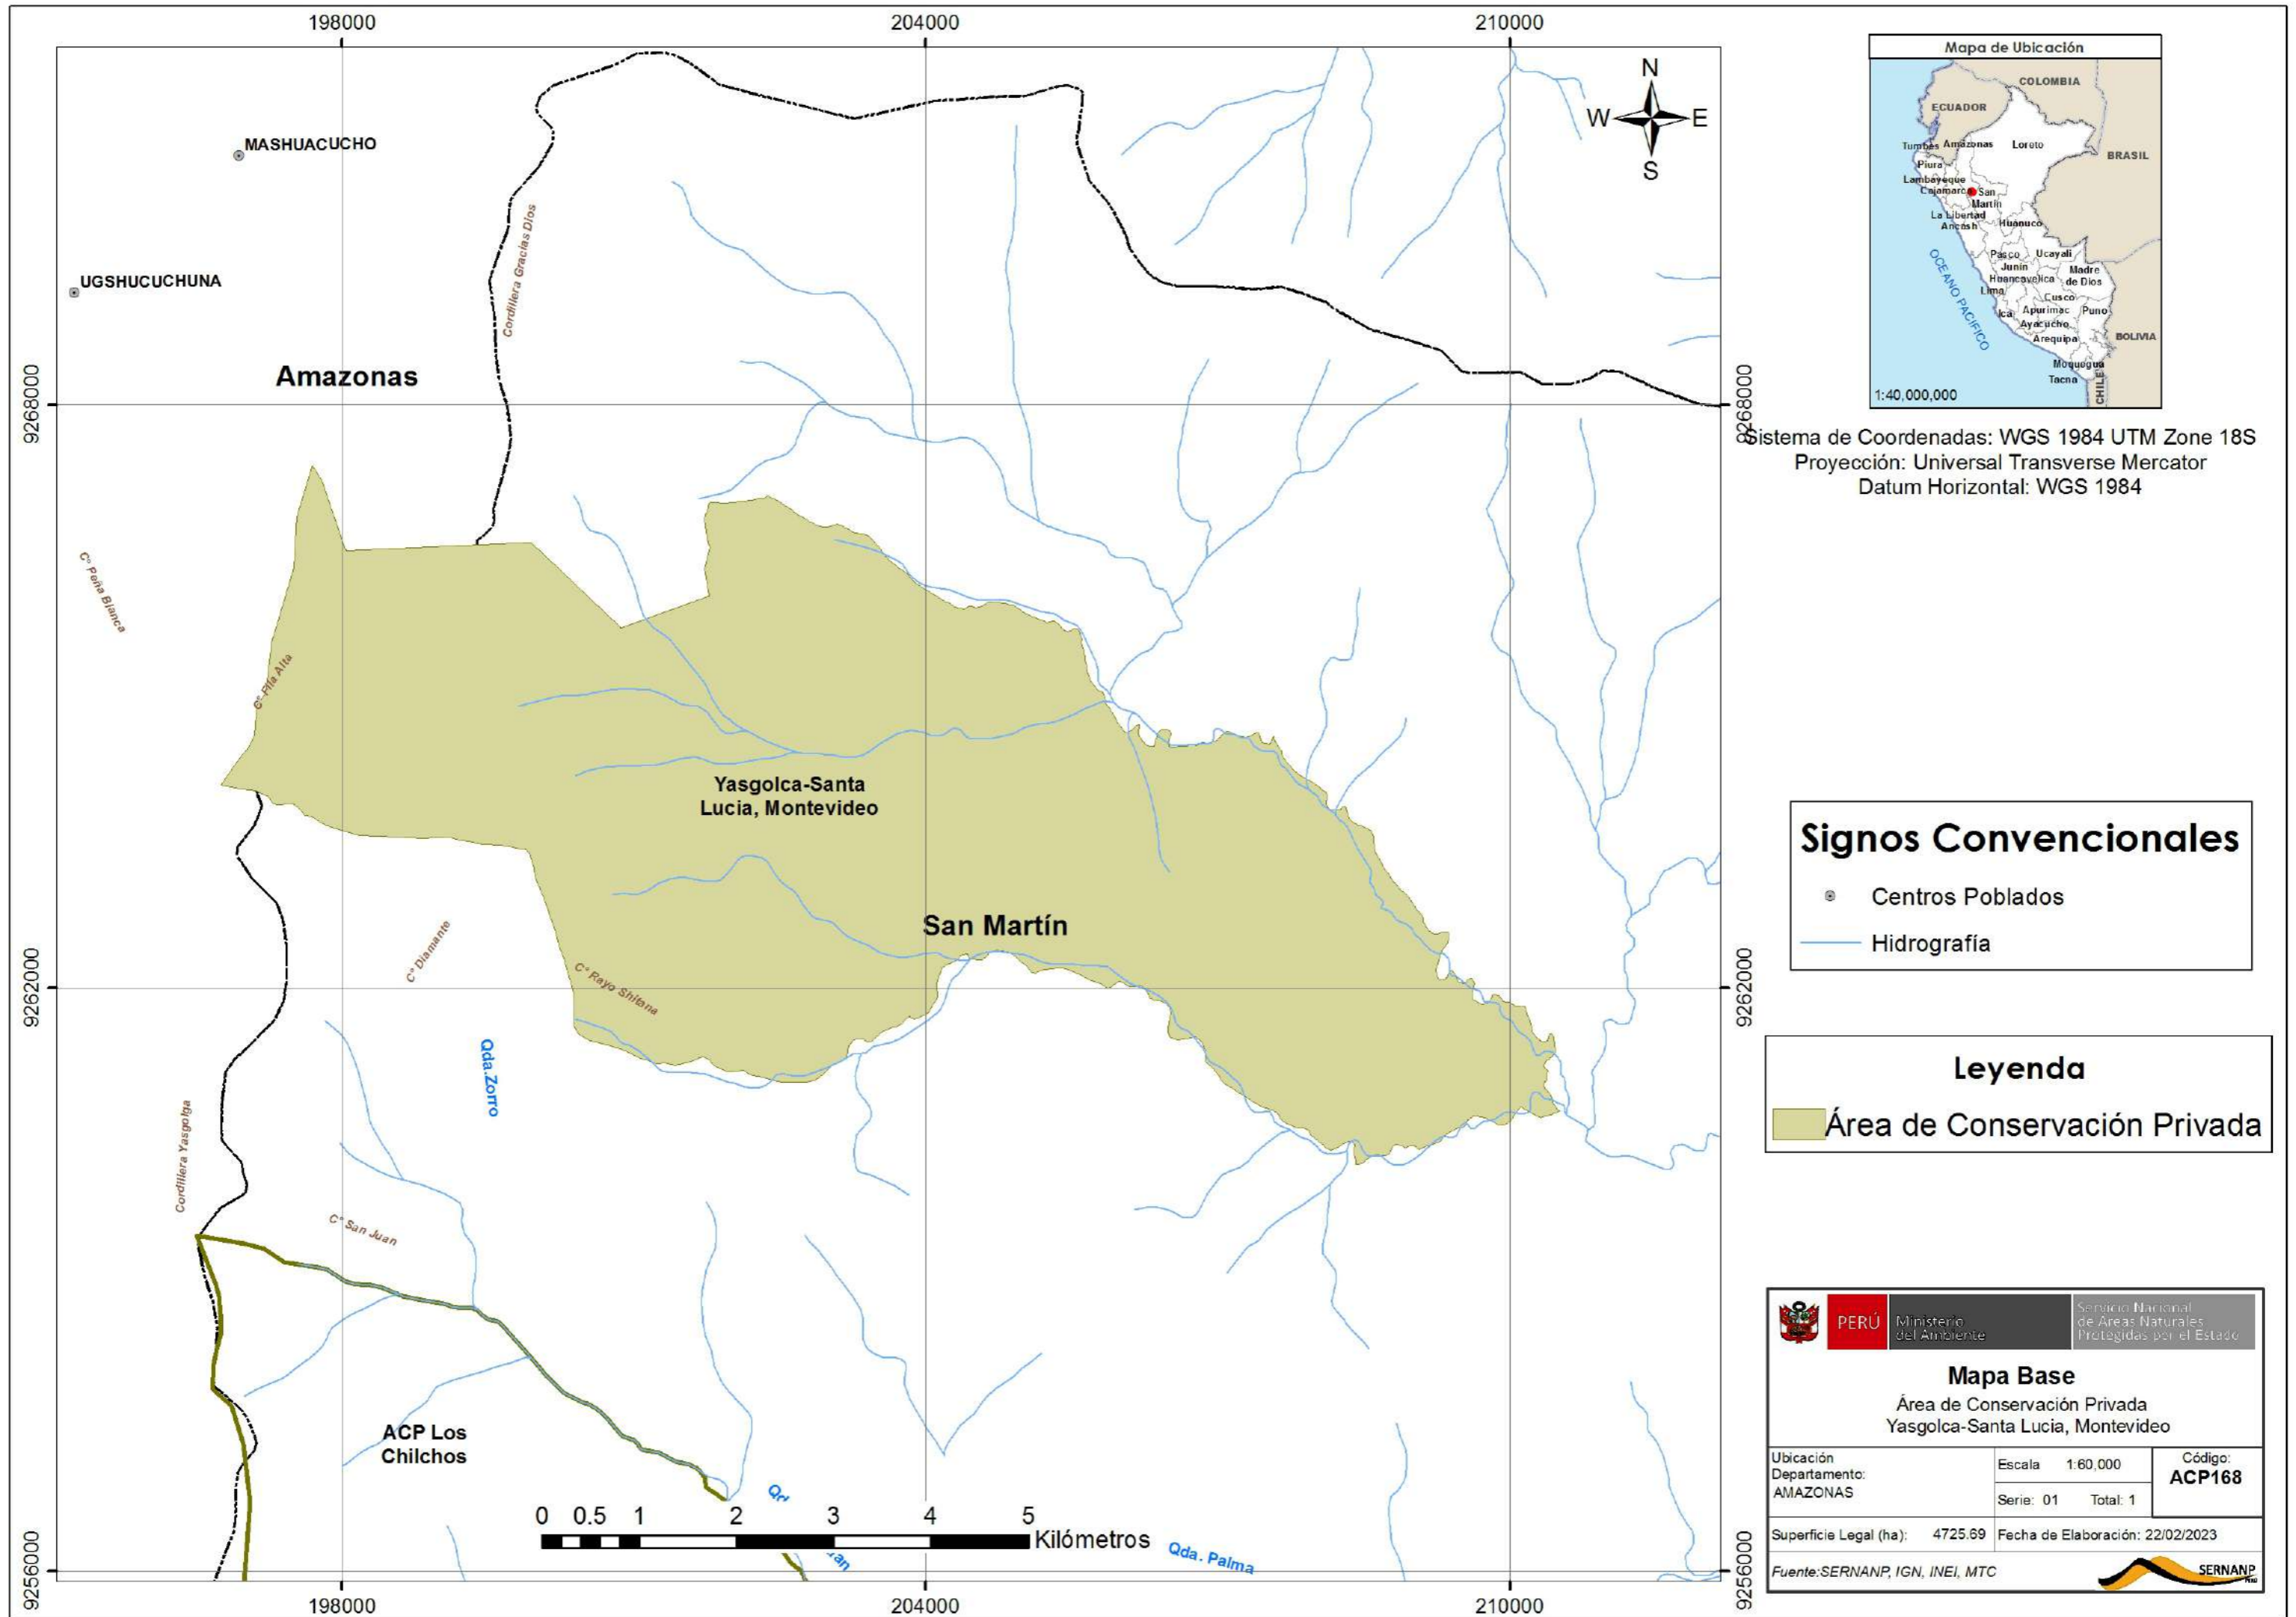 198000
204000
210000
9268000
9262000
9256000
MASHUACUCHO
UGSHUCUCHUNA
Amazonas
Cordillera Gracias Dios
C° Peña Blanca
C° Fila Alta
Yasgolca-Santa
Lucia, Montevideo
San Martín
C° Diamante
C° Rayo Shitana
Qda.Zorro
Cordillera Yasgolga
C° San Juan
ACP Los
Chilchos
Qda. Palma
0 0.5 1 2 3 4 5
Kilómetros
N
W E
S
198000
204000
210000
9268000
9262000
9256000
Mapa de Ubicación
COLOMBIA
ECUADOR
Tumbes Amazonas Loreto
BRASIL
Piura
Lambayeque
Cajamarca San
Martín
La Libertad
Ancash Huánuco
Pasco Ucayali
Junín Madre
de Dios
Huancavelica
Lima
Cusco
Ica Apurimac Puno
Ayacucho
Arequipa
BOLIVIA
Moquegua
Tacna
CHILE
OCEANO PACIFICO
1:40,000,000
Sistema de Coordenadas: WGS 1984 UTM Zone 18S
Proyección: Universal Transverse Mercator
Datum Horizontal: WGS 1984
Signos Convencionales
Centros Poblados
Hidrografía
Leyenda
Área de Conservación Privada
PERÚ
Ministerio
del Ambiente
Servicio Nacional
de Áreas Naturales
Protegidas por el Estado
Mapa Base
Área de Conservación Privada
Yasgolca-Santa Lucia, Montevideo
Ubicación
Departamento:
AMAZONAS
Escala 1:60,000
Serie: 01 Total: 1
Código:
ACP168
Superficie Legal (ha): 4725.69
Fecha de Elaboración: 22/02/2023
Fuente:SERNANP, IGN, INEI, MTC
SERNANP